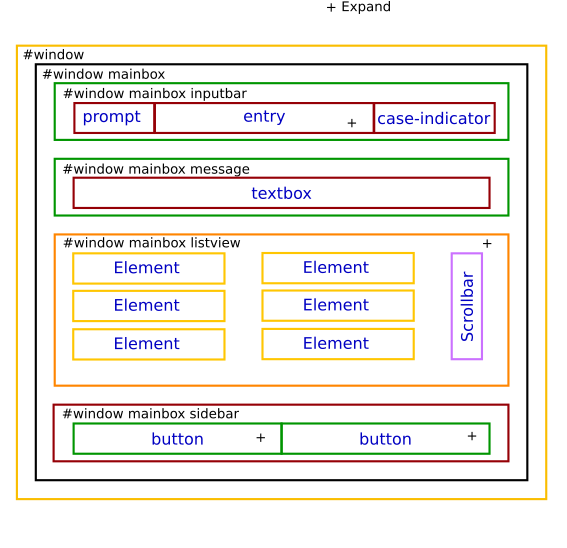 + Expand
#window
#window mainbox
#window mainbox inputbar
prompt entry + case-indicator
#window mainbox message
textbox
#window mainbox listview +
Element Element
Element Element
Element Element
Scrollbar
#window mainbox sidebar
button + button +